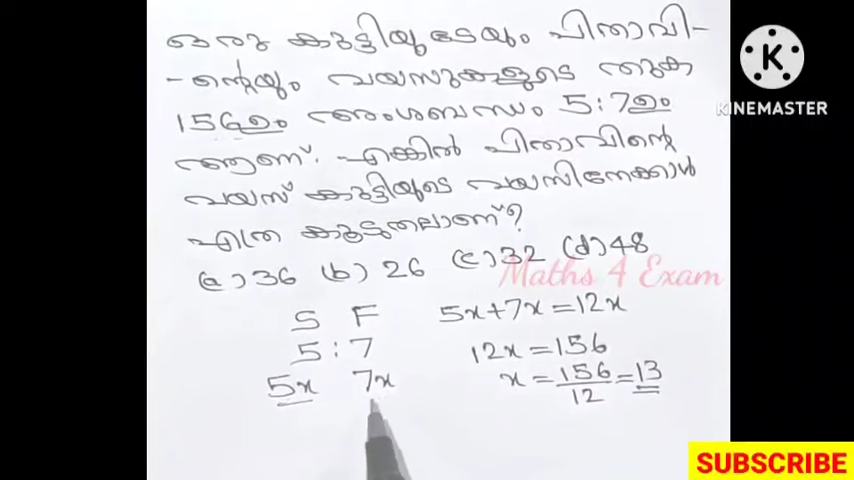 ഒരു കുട്ടിയുടേയും പിതാവി-
-ന്റെയും വയസുകളുടെ തുക
156ഉം അംശബന്ധം 5:7ഉം
ആണ്. എങ്കിൽ പിതാവിന്റെ
വയസ് കുട്ടിയുടെ വയസിനേക്കാൾ
എത്ര കൂടുതലാണ്?
(a) 36 (b) 26 (c) 32 (d) 48
Maths 4 Exam
S F
5 : 7
5x 7x
5x+7x=12x
12x=156
x = 156/12 = 13
K
KINEMASTER
SUBSCRIBE